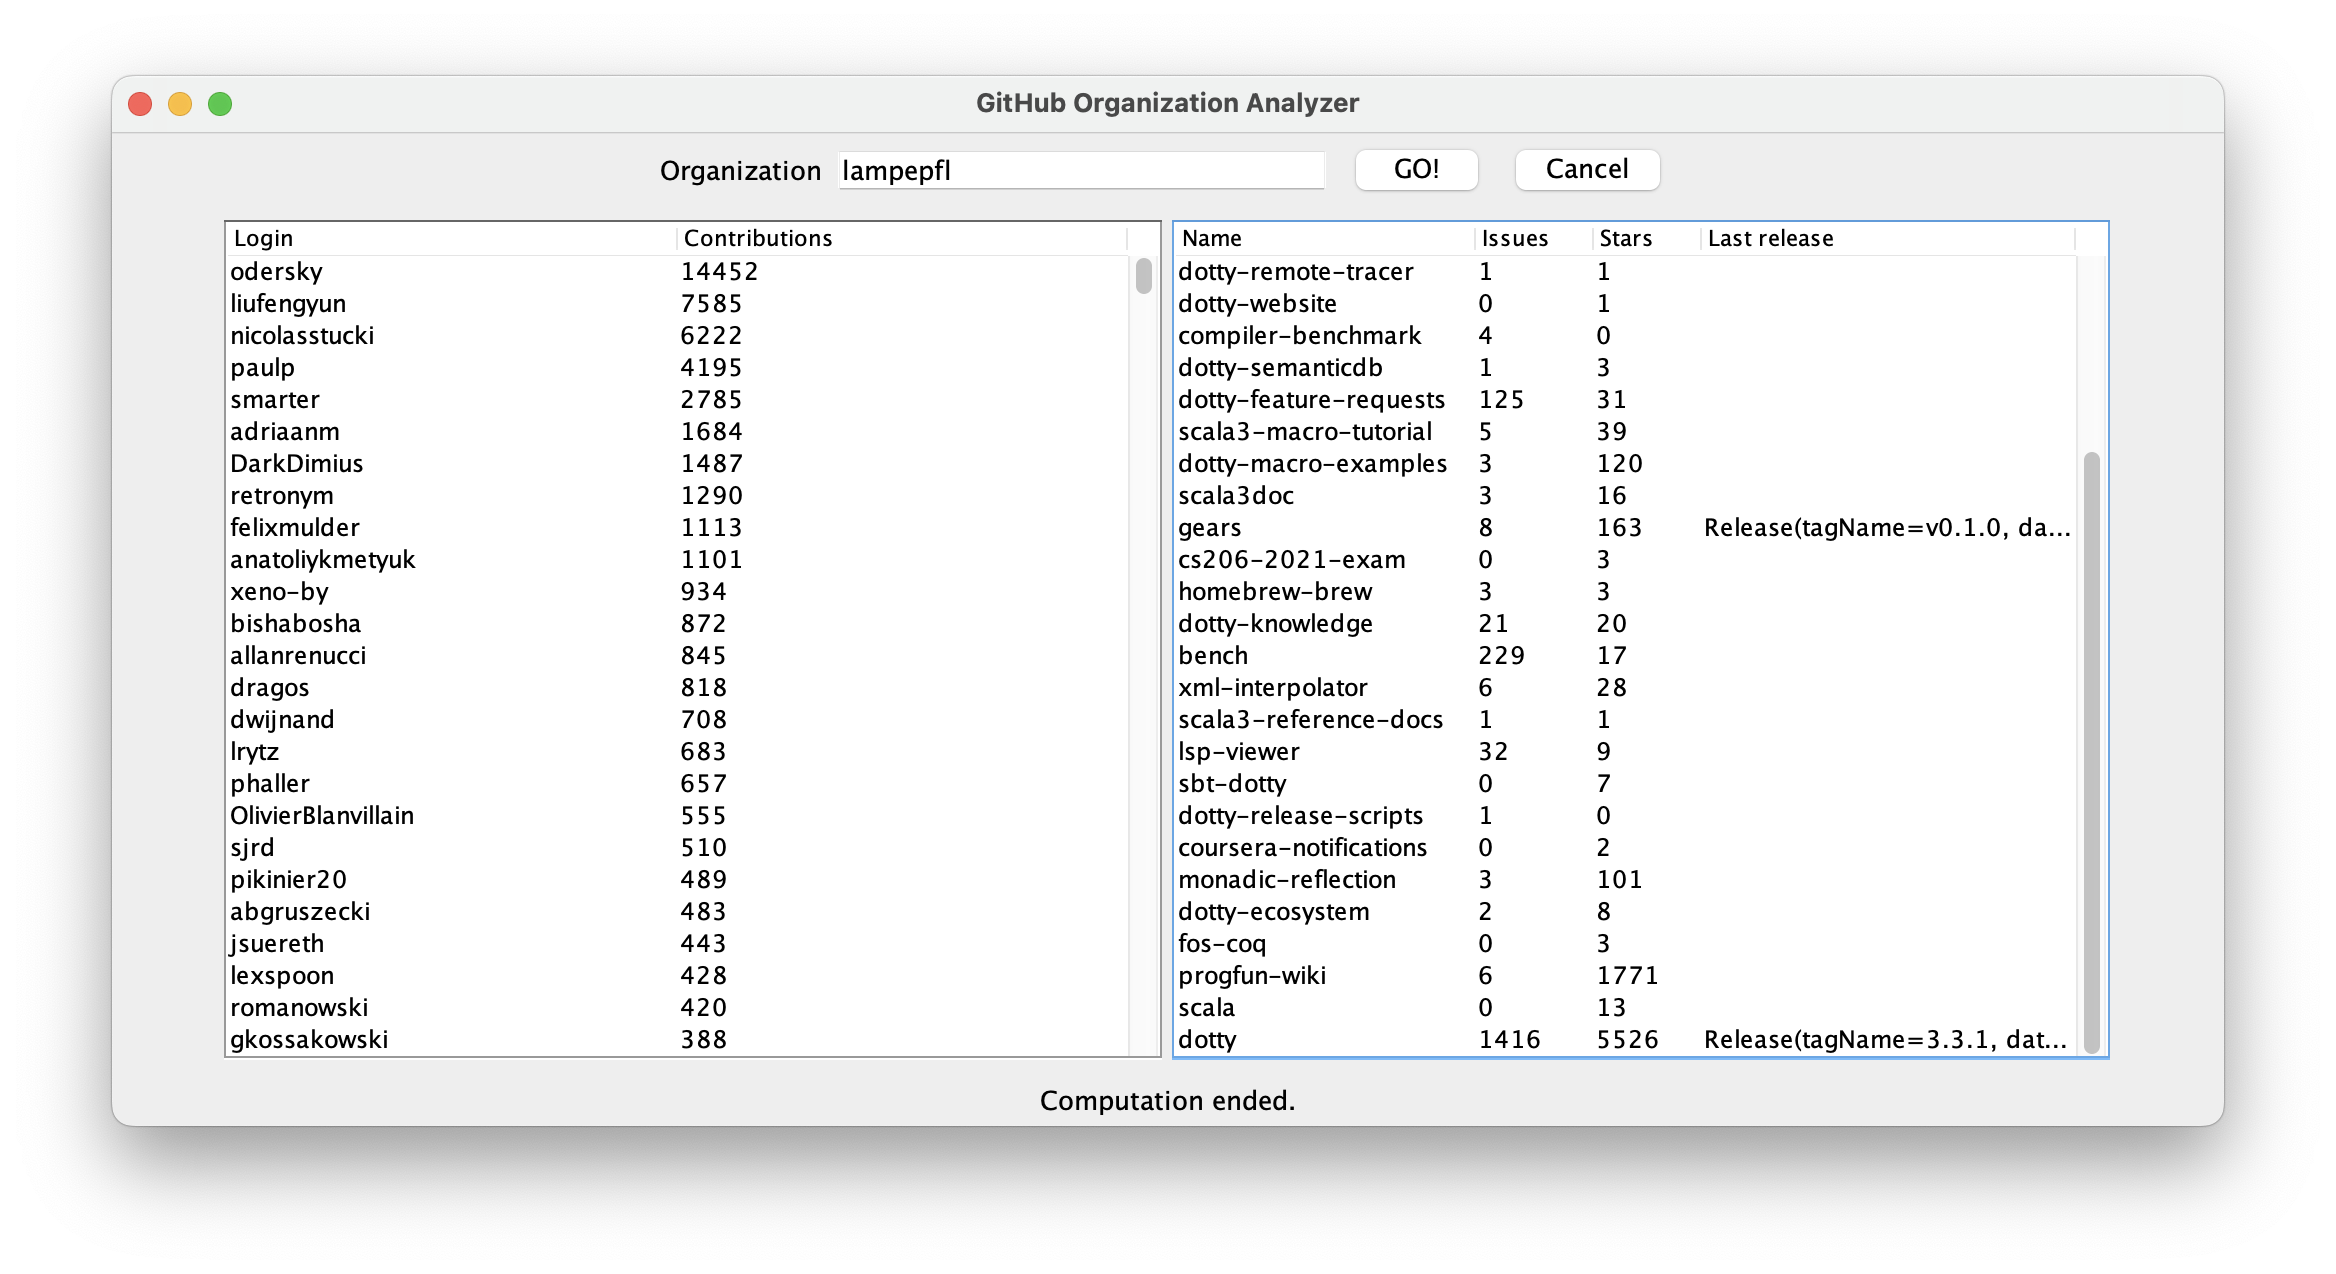 GitHub Organization Analyzer
Organization lampepfl GO! Cancel
Login Contributions
odersky 14452
liufengyun 7585
nicolasstucki 6222
paulp 4195
smarter 2785
adriaanm 1684
DarkDimius 1487
retronym 1290
felixmulder 1113
anatoliykmetyuk 1101
xeno-by 934
bishabosha 872
allanrenucci 845
dragos 818
dwijnand 708
lrytz 683
phaller 657
OlivierBlanvillain 555
sjrd 510
pikinier20 489
abgruszecki 483
jsuereth 443
lexspoon 428
romanowski 420
gkossakowski 388
Name Issues Stars Last release
dotty-remote-tracer 1 1
dotty-website 0 1
compiler-benchmark 4 0
dotty-semanticdb 1 3
dotty-feature-requests 125 31
scala3-macro-tutorial 5 39
dotty-macro-examples 3 120
scala3doc 3 16
gears 8 163 Release(tagName=v0.1.0, da...
cs206-2021-exam 0 3
homebrew-brew 3 3
dotty-knowledge 21 20
bench 229 17
xml-interpolator 6 28
scala3-reference-docs 1 1
lsp-viewer 32 9
sbt-dotty 0 7
dotty-release-scripts 1 0
coursera-notifications 0 2
monadic-reflection 3 101
dotty-ecosystem 2 8
fos-coq 0 3
progfun-wiki 6 1771
scala 0 13
dotty 1416 5526 Release(tagName=3.3.1, dat...
Computation ended.